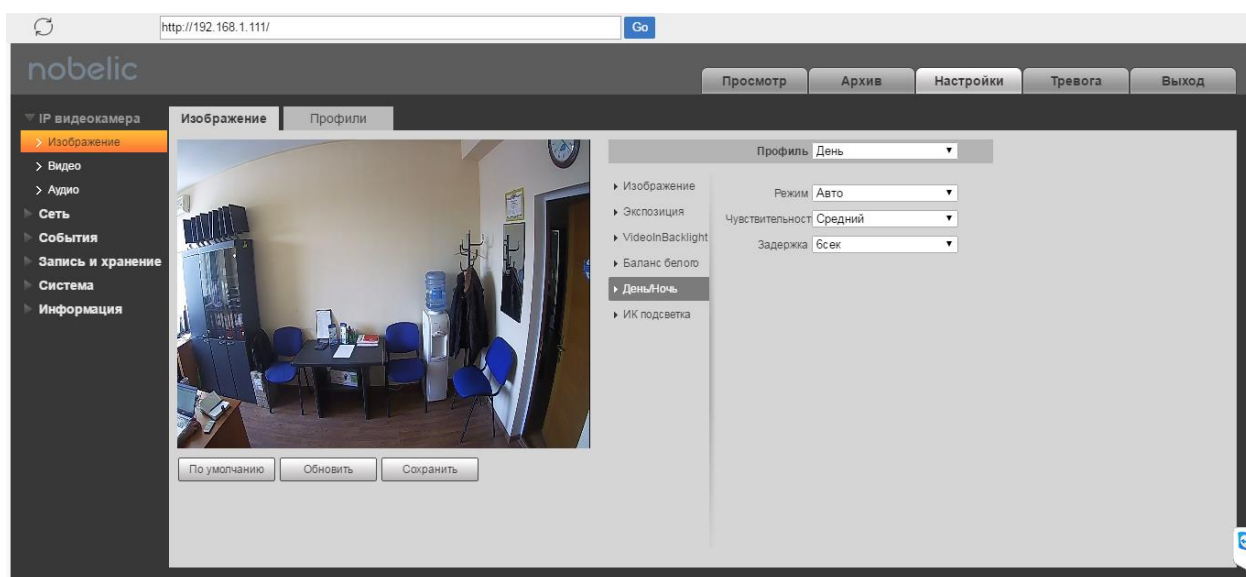 http://192.168.1.111/
Go
nobelic
Просмотр
Архив
Настройки
Тревога
Выход
IP видеокамера
Изображение
Видео
Аудио
Сеть
События
Запись и хранение
Система
Информация
Изображение
Профили
Профиль День
Изображение
Экспозиция
VideoInBacklight
Баланс белого
День/Ночь
ИК подсветка
Режим Авто
Чувствительност Средний
Задержка 6сек
По умолчанию
Обновить
Сохранить